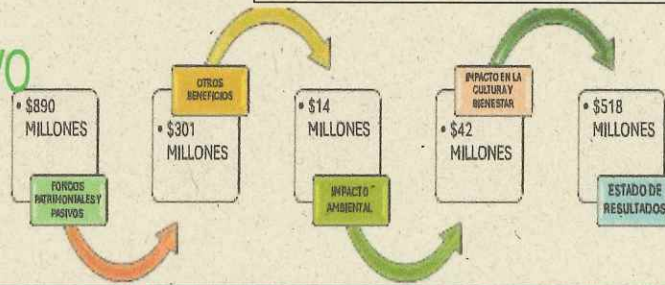 VO
• $890
MILLONES
FONDOS
PATRIMONIALES Y
PASIVOS
OTROS
BENEFICIOS
• $301
MILLONES
• $14
MILLONES
IMPACTO
AMBIENTAL
IMPACTO EN LA
CULTURA Y
BIENESTAR
• $42
MILLONES
• $518
MILLONES
ESTADO DE
RESULTADOS